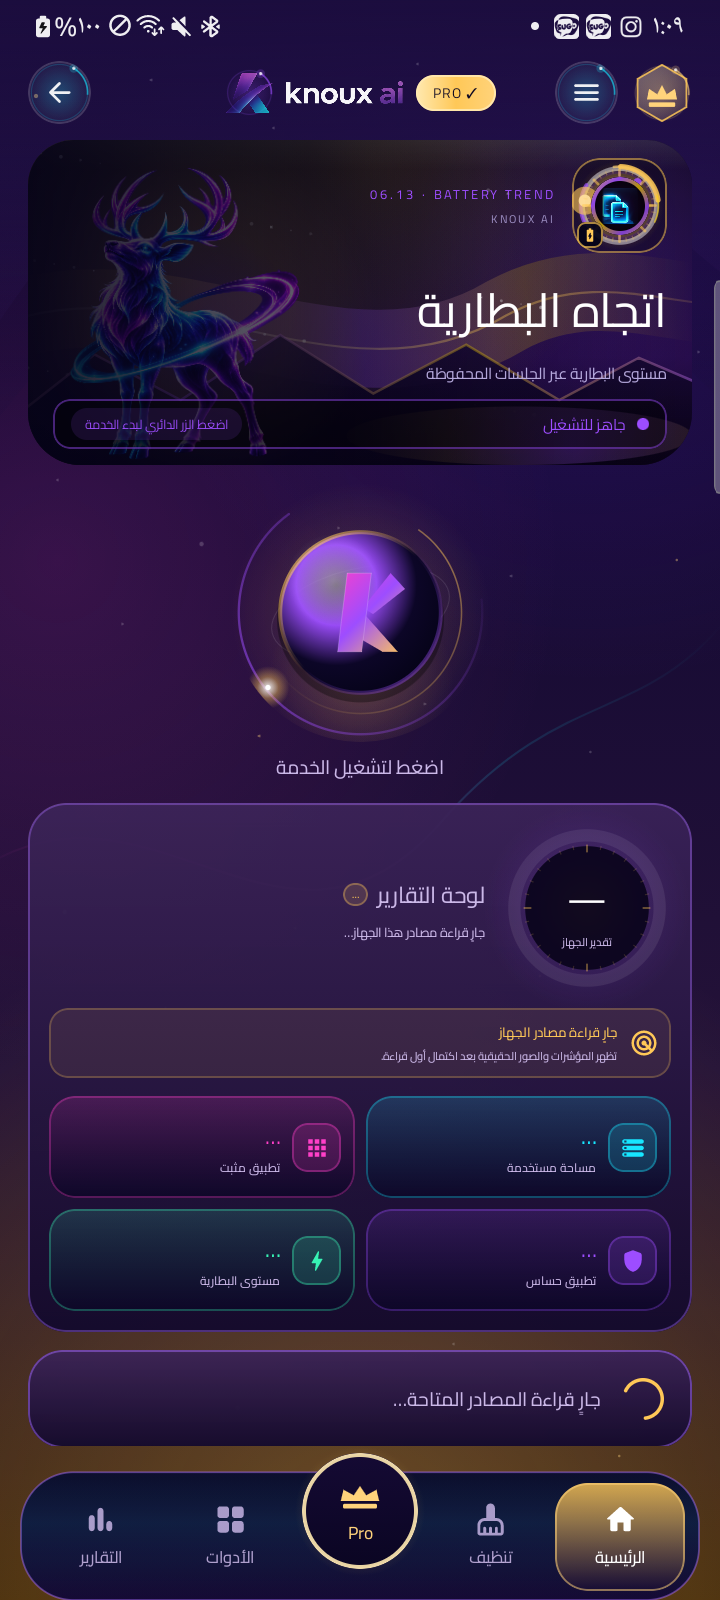 ١:٠٩
%١٠٠
knoux ai
PRO ✓
06.13 · BATTERY TREND
KNOUX AI
اتجاه البطارية
مستوى البطارية عبر الجلسات المحفوظة
جاهز للتشغيل
اضغط الزر الدائري لبدء الخدمة
K
اضغط لتشغيل الخدمة
—
تقدير الجهاز
لوحة التقارير
...
جارٍ قراءة مصادر هذا الجهاز...
جارٍ قراءة مصادر الجهاز
تظهر المؤشرات والصور الحقيقية بعد اكتمال أول قراءة.
...
مساحة مستخدمة
...
تطبيق مثبت
...
تطبيق حساس
...
مستوى البطارية
جارٍ قراءة المصادر المتاحة...
الرئيسية
تنظيف
Pro
الأدوات
التقارير